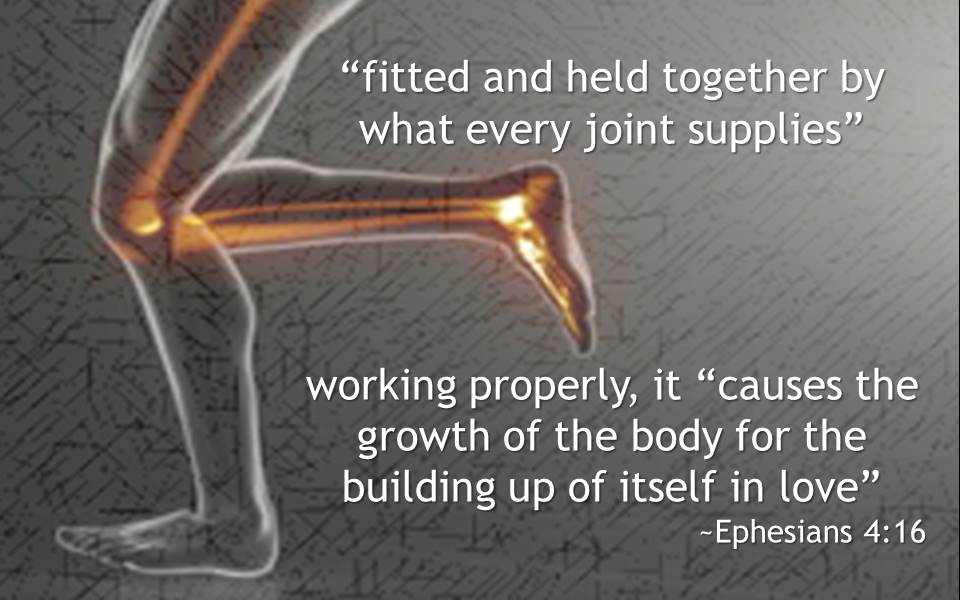 “fitted and held together by
what every joint supplies”
working properly, it “causes the
growth of the body for the
building up of itself in love”
~Ephesians 4:16